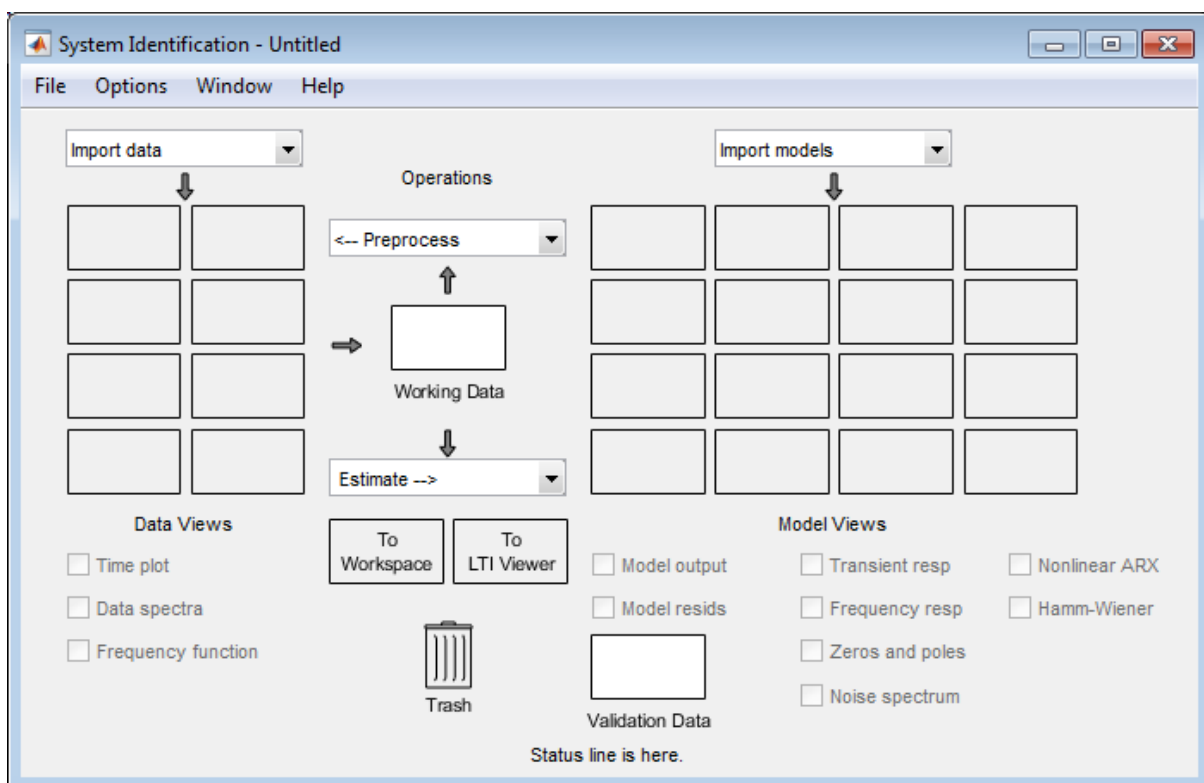 System Identification - Untitled
File Options Window Help
Import data
Import models
Operations
<-- Preprocess
Working Data
Estimate -->
Data Views
Model Views
To
Workspace
To
LTI Viewer
Time plot
Data spectra
Frequency function
Model output
Transient resp
Nonlinear ARX
Model resids
Frequency resp
Hamm-Wiener
Zeros and poles
Noise spectrum
Trash
Validation Data
Status line is here.